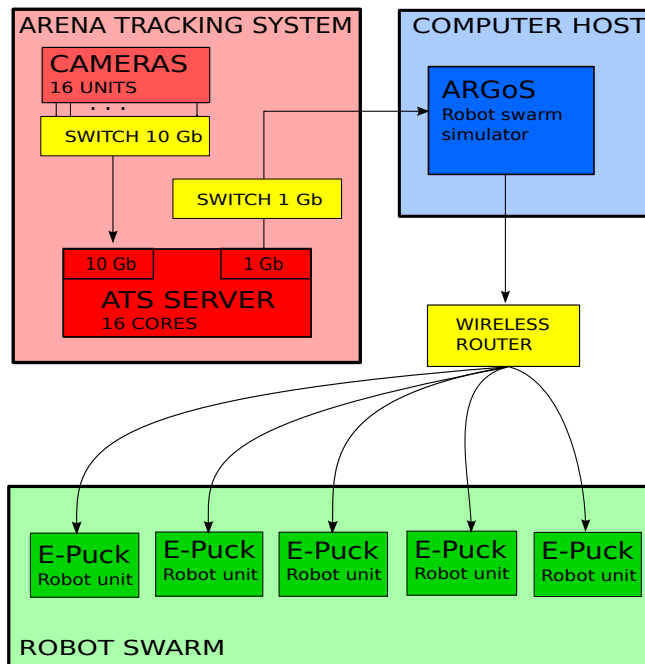 ARENA TRACKING SYSTEM
COMPUTER HOST
CAMERAS
16 UNITS
. . .
SWITCH 10 Gb
ARGoS
Robot swarm
simulator
SWITCH 1 Gb
10 Gb
1 Gb
ATS SERVER
16 CORES
WIRELESS
ROUTER
E-Puck
Robot unit
E-Puck
Robot unit
E-Puck
Robot unit
E-Puck
Robot unit
E-Puck
Robot unit
ROBOT SWARM